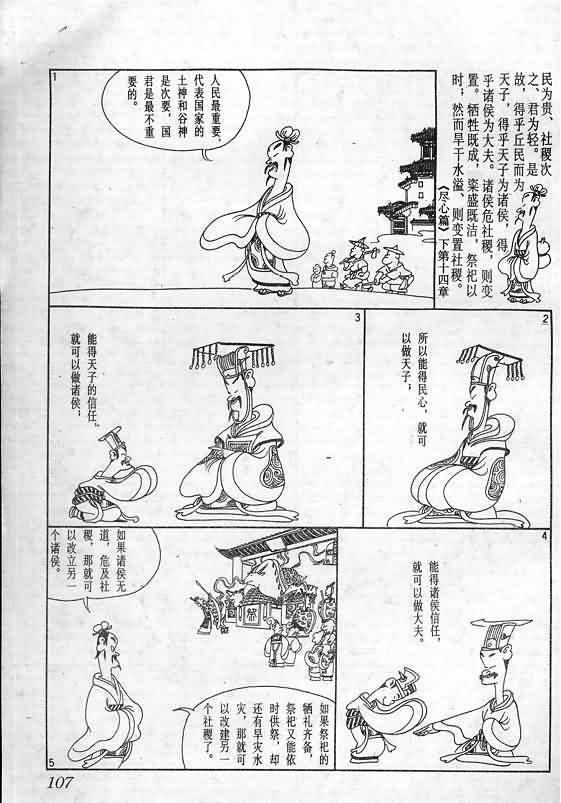 民为贵、社稷次
之、君为轻。是
故,得乎丘民而为
天子,得乎天子为诸侯,得
乎诸侯为大夫。诸侯危社稷,则变
置。牺牲既成,粢盛既洁,祭祀以
时;然而旱干水溢、则变置社稷。
《尽心篇》下第十四章
1
人民最重要,
代表国家的
土神和谷神
是次要,国
君是最不重
要的。
2
所以能得民心,就可
以做天子;
3
能得天子的信任,
就可以做诸侯;
4
能得诸侯信任,
就可以做大夫。
祭
如果诸侯无
道,危及社
稷,那就可
以改立另一
个诸侯。
如果祭祀的
牺礼齐备,
祭祀又能依
时供祭,却
还有旱灾水
灾,那就可
以改建另一
个社稷了。
5
107